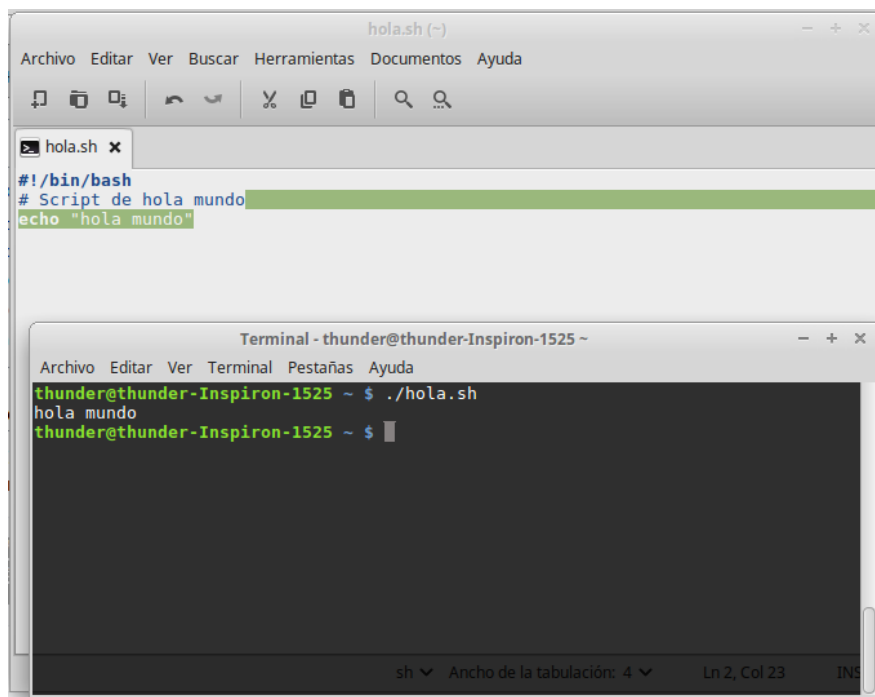 hola.sh (~)
Archivo Editar Ver Buscar Herramientas Documentos Ayuda
hola.sh
#!/bin/bash
# Script de hola mundo
echo "hola mundo"
Terminal - thunder@thunder-Inspiron-1525 ~
Archivo Editar Ver Terminal Pestañas Ayuda
thunder@thunder-Inspiron-1525 ~ $ ./hola.sh
hola mundo
thunder@thunder-Inspiron-1525 ~ $
sh Ancho de la tabulación: 4 Ln 2, Col 23 INS